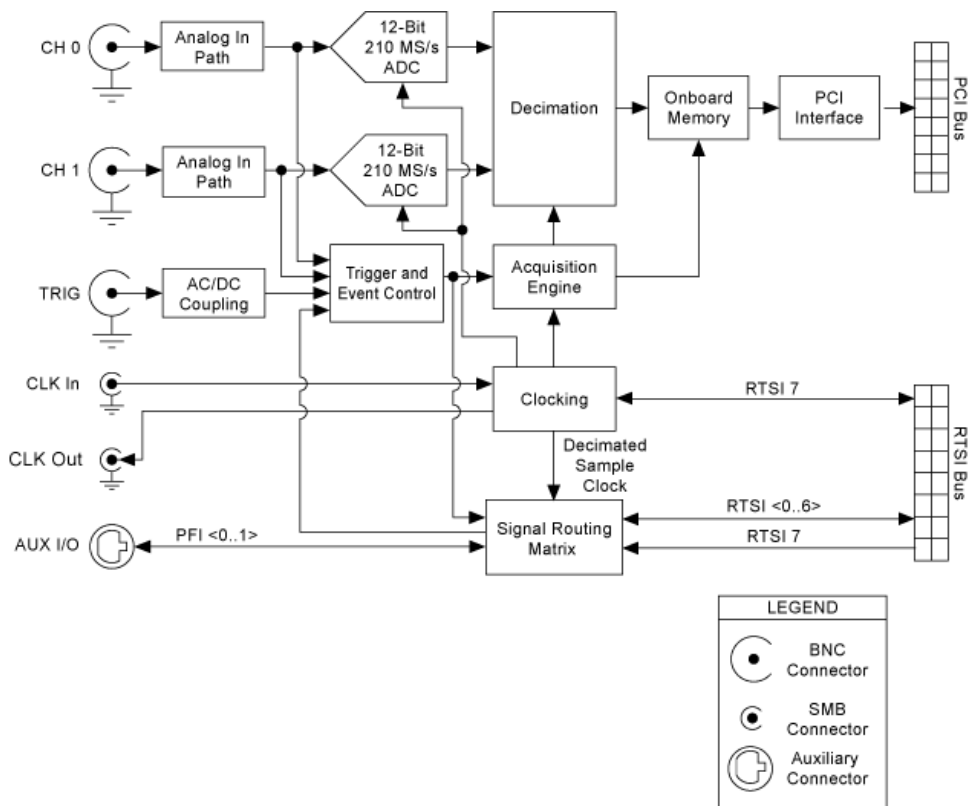 CH 0
Analog In
Path
12-Bit
210 MS/s
ADC
Decimation
Onboard
Memory
PCI
Interface
PCI Bus
CH 1
Analog In
Path
12-Bit
210 MS/s
ADC
TRIG
AC/DC
Coupling
Trigger and
Event Control
Acquisition
Engine
CLK In
Clocking
RTSI 7
RTSI Bus
CLK Out
Decimated
Sample
Clock
AUX I/O
PFI <0..1>
Signal Routing
Matrix
RTSI <0..6>
RTSI 7
LEGEND
BNC
Connector
SMB
Connector
Auxiliary
Connector